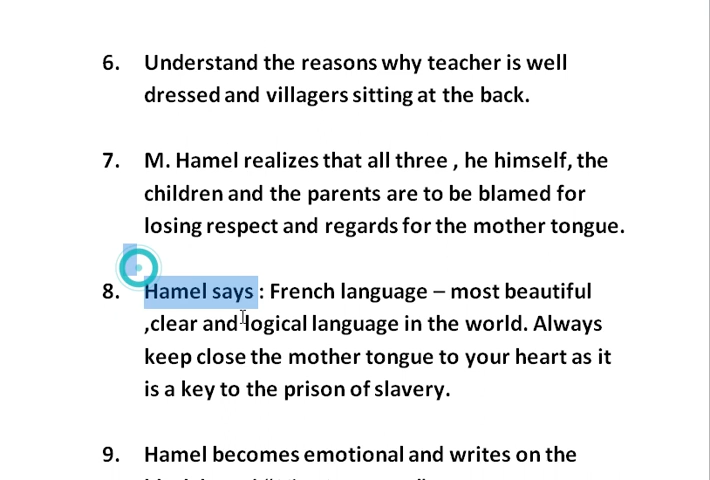 6. Understand the reasons why teacher is well
dressed and villagers sitting at the back.
7. M. Hamel realizes that all three , he himself, the
children and the parents are to be blamed for
losing respect and regards for the mother tongue.
8. Hamel says : French language – most beautiful
,clear and logical language in the world. Always
keep close the mother tongue to your heart as it
is a key to the prison of slavery.
9. Hamel becomes emotional and writes on the